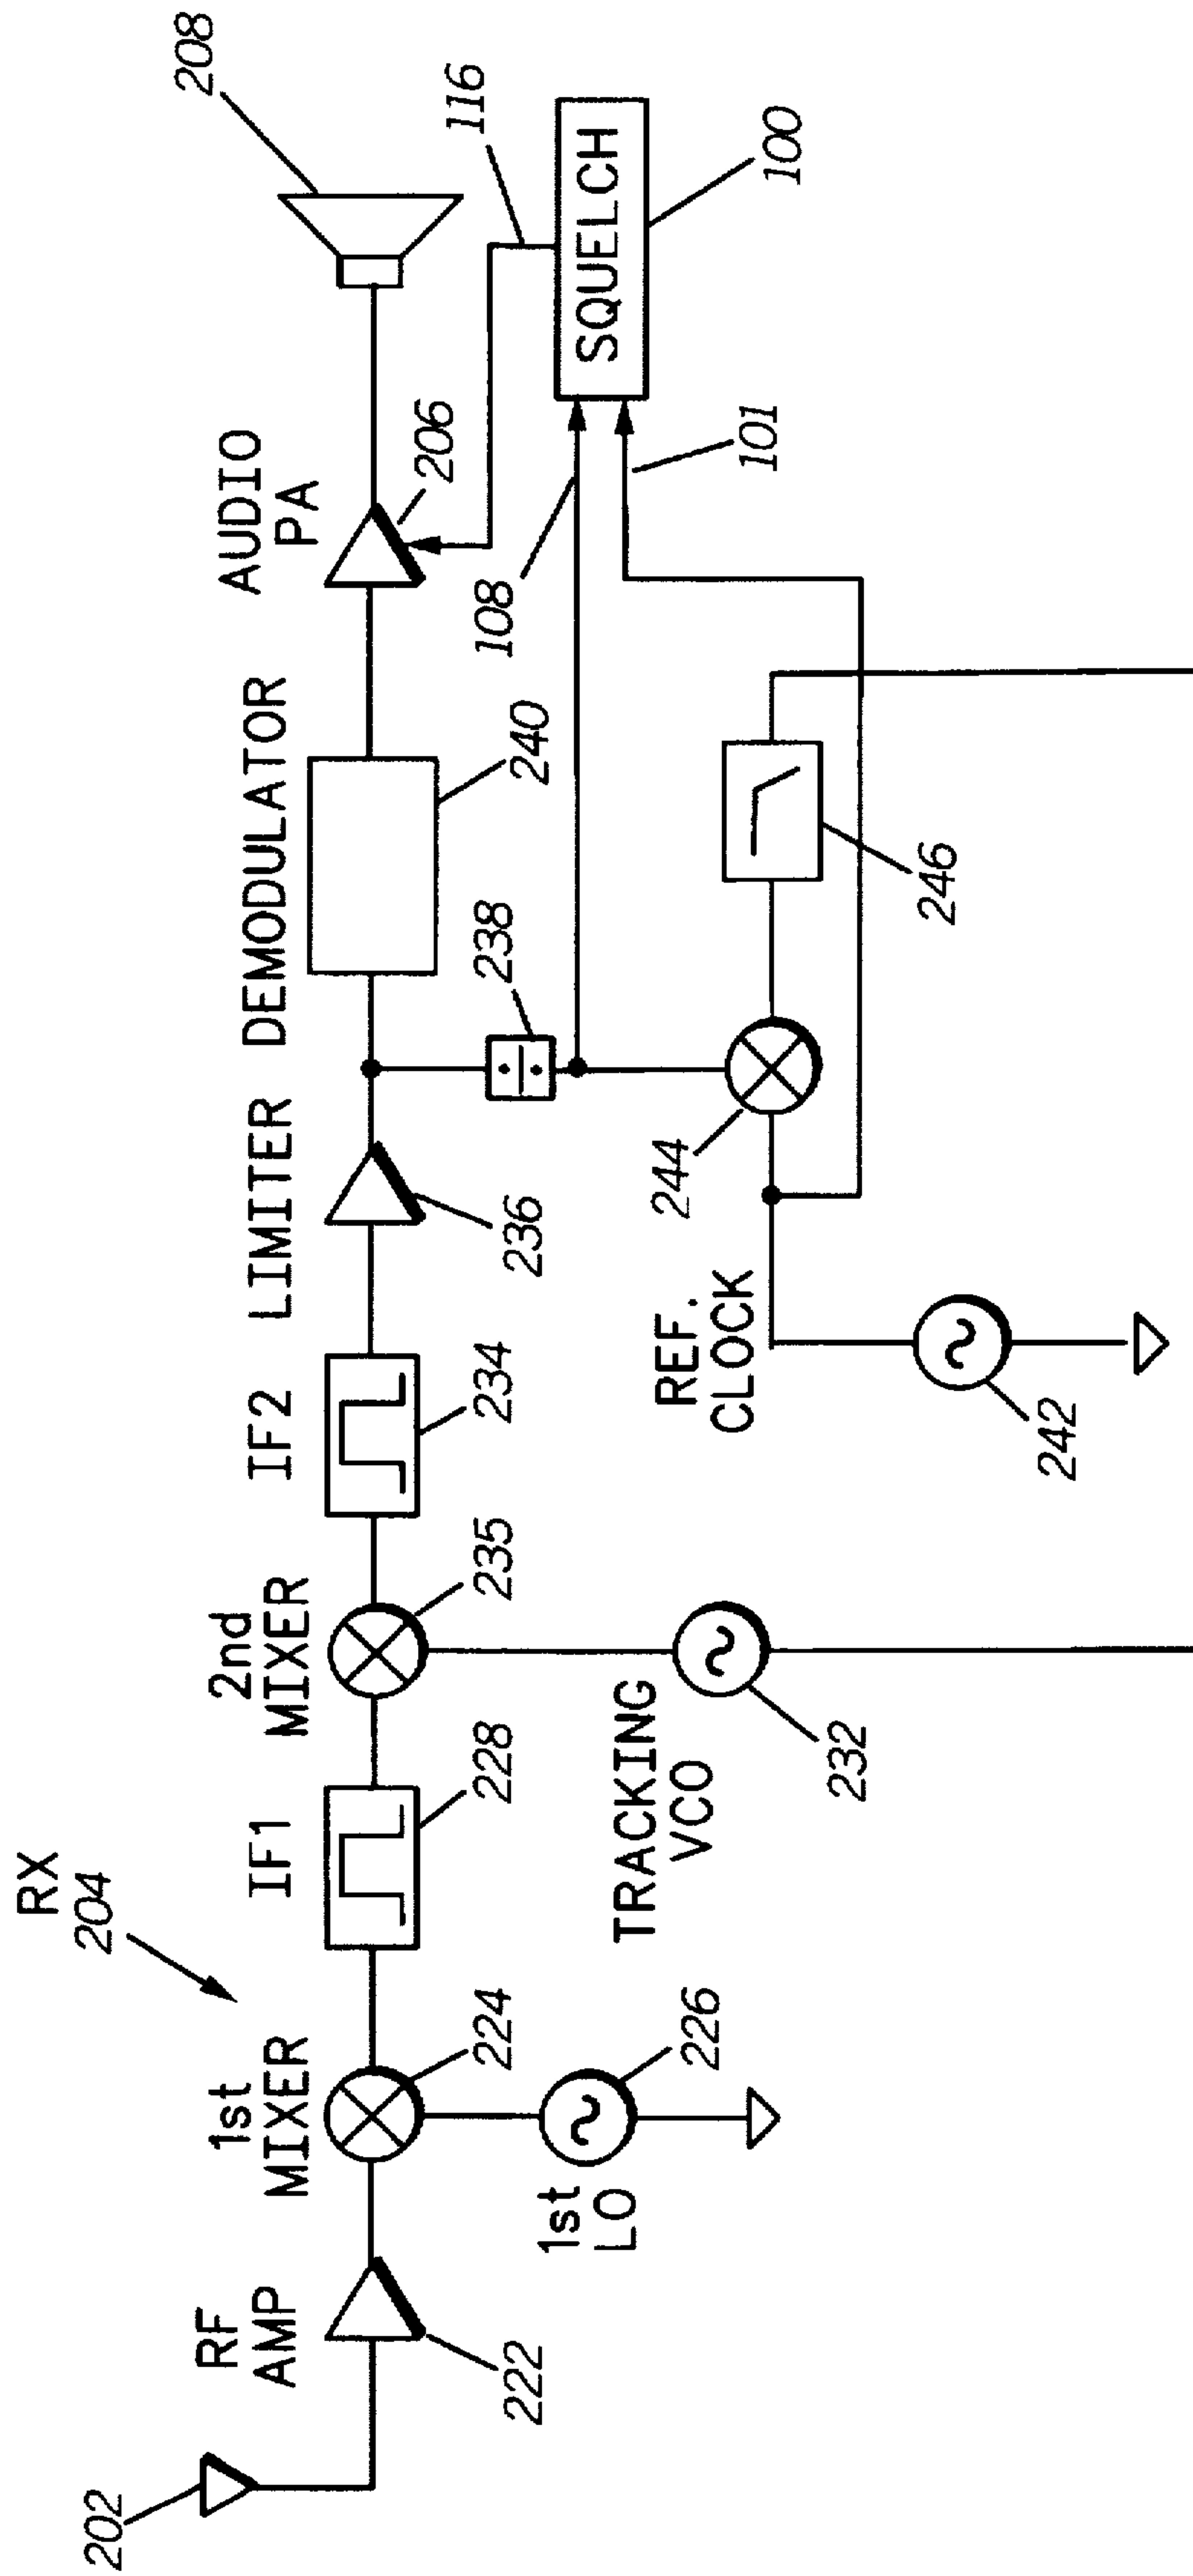 RX
204
202
RF
AMP
222
1st
MIXER
224
1st
LO
226
IF1
228
2nd
MIXER
235
TRACKING
VCO
232
IF2
234
LIMITER
236
DEMODULATOR
240
238
AUDIO
PA
206
208
116
SQUELCH
100
108
101
REF.
CLOCK
242
244
246